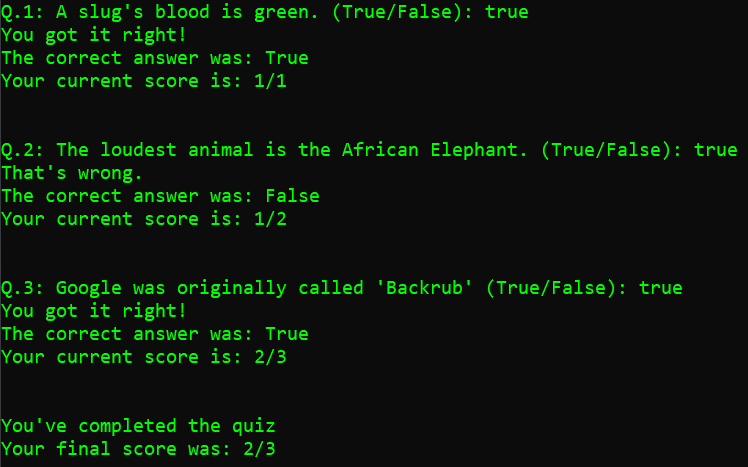 Q.1: A slug's blood is green. (True/False): true
You got it right!
The correct answer was: True
Your current score is: 1/1
Q.2: The loudest animal is the African Elephant. (True/False): true
That's wrong.
The correct answer was: False
Your current score is: 1/2
Q.3: Google was originally called 'Backrub' (True/False): true
You got it right!
The correct answer was: True
Your current score is: 2/3
You've completed the quiz
Your final score was: 2/3